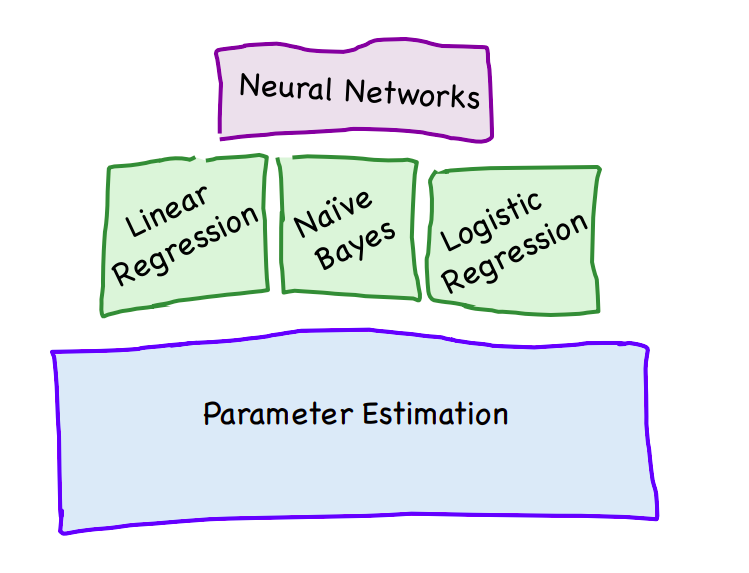 Neural Networks
Linear
Regression
Naïve
Bayes
Logistic
Regression
Parameter Estimation